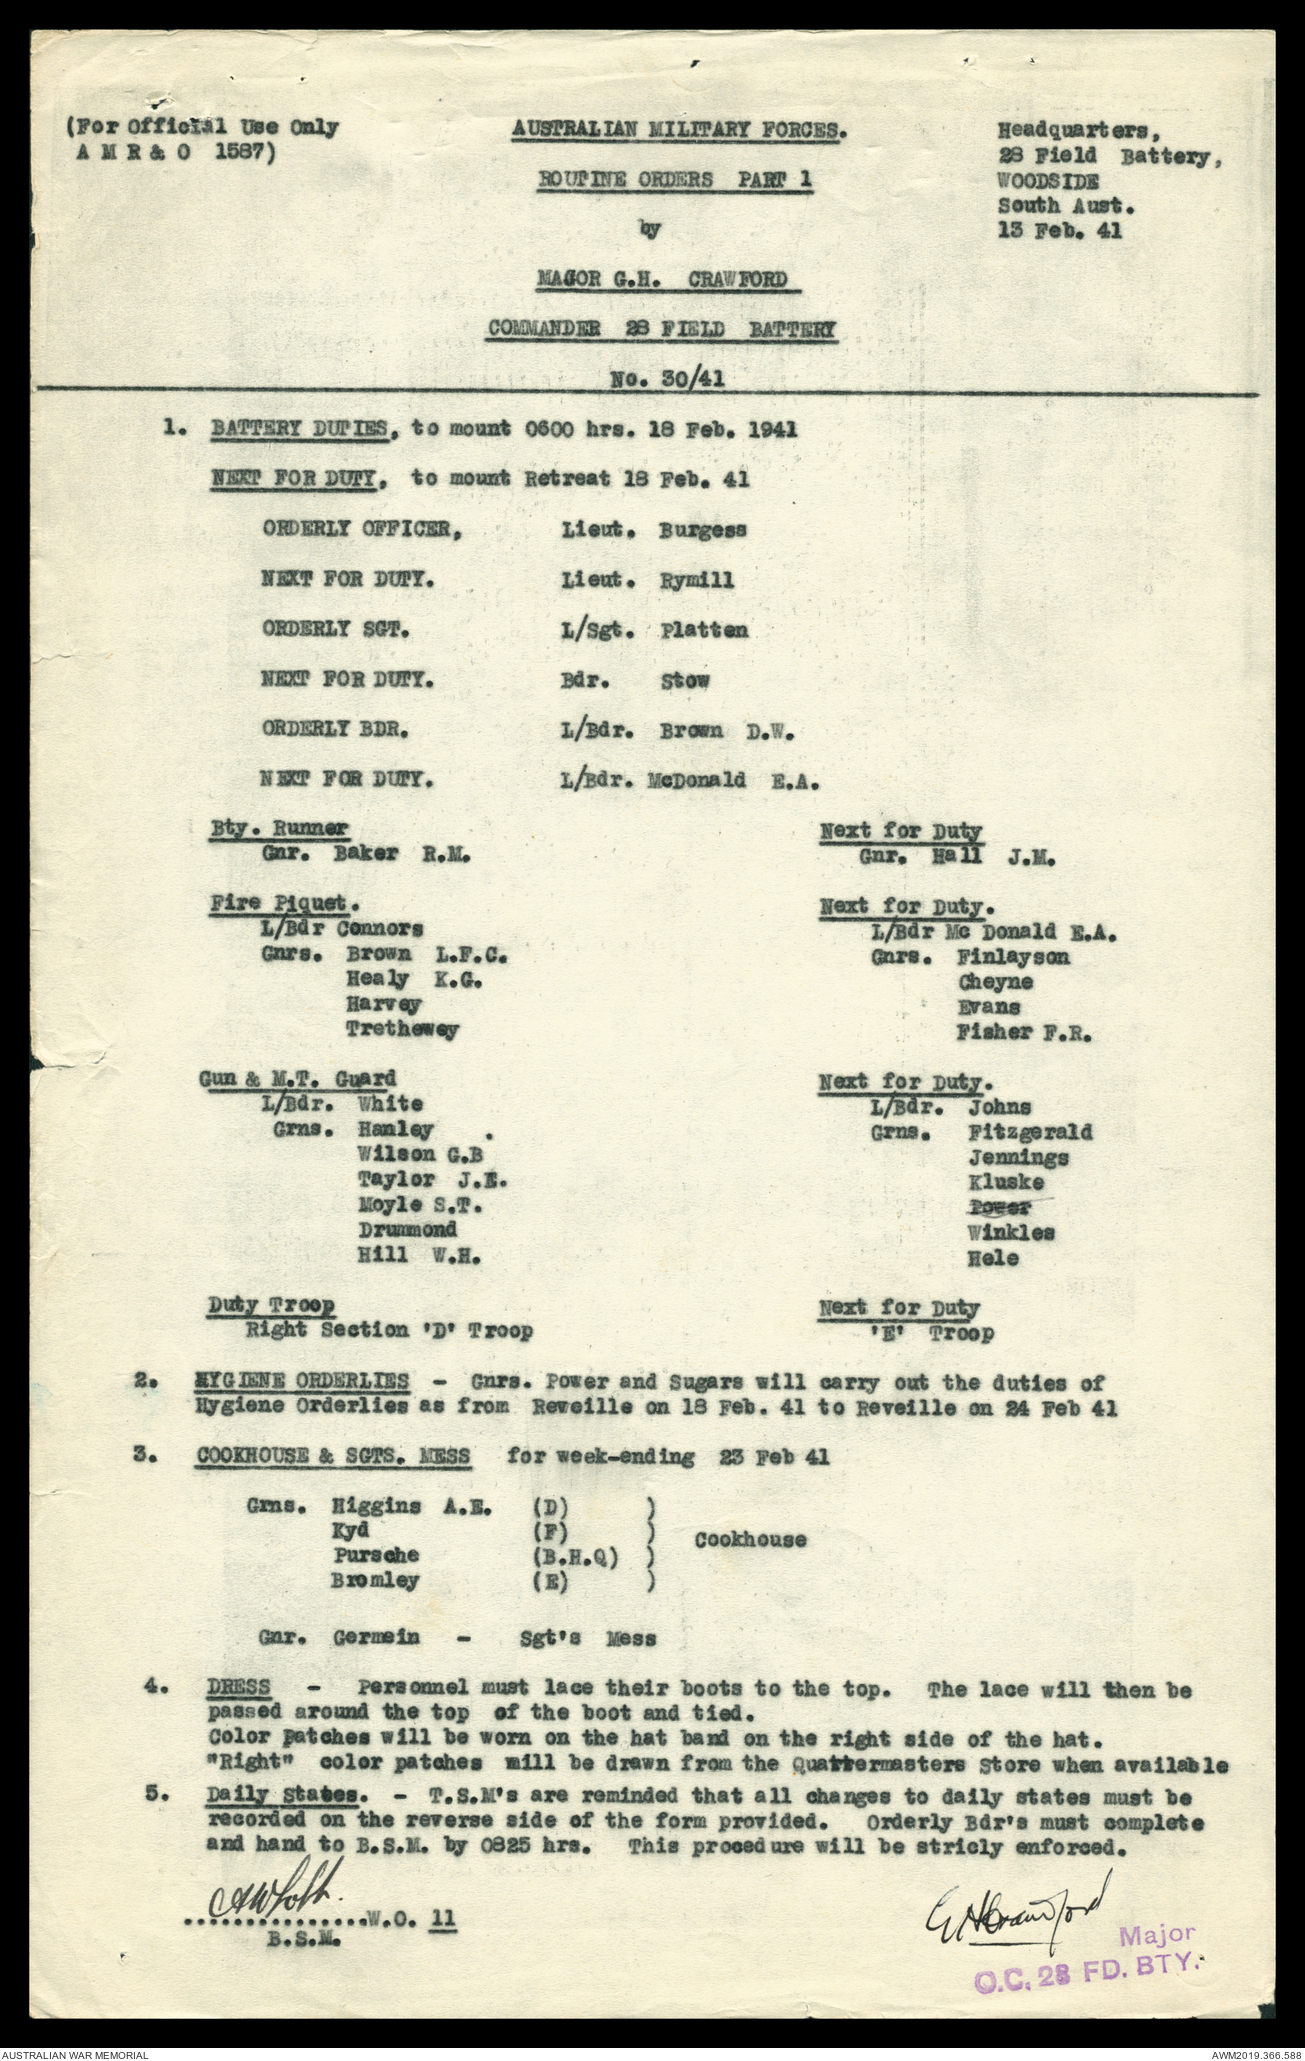 (For Official Use Only
A M R & O 1587)
AUSTRALIAN MILITARY FORCES.
ROUTINE ORDERS PART 1
by
MAJOR G.H. CRAWFORD
COMMANDER 28 FIELD BATTERY
No. 30/41
Headquarters,
28 Field Battery,
WOODSIDE
South Aust.
13 Feb. 41
1. BATTERY DUTIES, to mount 0600 hrs. 18 Feb. 1941
NEXT FOR DUTY, to mount Retreat 18 Feb. 41
ORDERLY OFFICER, Lieut. Burgess
NEXT FOR DUTY. Lieut. Rymill
ORDERLY SGT. L/Sgt. Platten
NEXT FOR DUTY. Bdr. Stow
ORDERLY BDR. L/Bdr. Brown D.W.
NEXT FOR DUTY. L/Bdr. McDonald E.A.
Bty. Runner
Gnr. Baker R.M.
Next for Duty
Gnr. Hall J.M.
Fire Piquet.
L/Bdr Connors
Gnrs. Brown L.F.C.
Healy K.G.
Harvey
Trethewey
Next for Duty.
L/Bdr Mc Donald E.A.
Gnrs. Finlayson
Cheyne
Evans
Fisher F.R.
Gun & M.T. Guard
L/Bdr. White
Grns. Hanley .
Wilson G.B
Taylor J.E.
Moyle S.T.
Drummond
Hill W.H.
Next for Duty.
L/Bdr. Johns
Grns. Fitzgerald
Jennings
Kluske
Power
Winkles
Hele
Duty Troop
Right Section 'D' Troop
Next for Duty
'E' Troop
2. HYGIENE ORDERLIES - Gnrs. Power and Sugars will carry out the duties of
Hygiene Orderlies as from Reveille on 18 Feb. 41 to Reveille on 24 Feb 41
3. COOKHOUSE & SGTS. MESS for week-ending 23 Feb 41
Grns. Higgins A.E. (D) )
Kyd (F) )
Pursche (B.H.Q) )
Bromley (E) )
Cookhouse
Gnr. Germein - Sgt's Mess
4. DRESS - Personnel must lace their boots to the top. The lace will then be
passed around the top of the boot and tied.
Color patches will be worn on the hat band on the right side of the hat.
"Right" color patches mill be drawn from the Quattermasters Store when available
5. Daily States. - T.S.M's are reminded that all changes to daily states must be
recorded on the reverse side of the form provided. Orderly Bdr's must complete
and hand to B.S.M. by 0825 hrs. This procedure will be stricly enforced.
................W.O. 11
B.S.M.
GHCrawford
Major
O.C. 28 FD. BTY.
AUSTRALIAN WAR MEMORIAL
AWM2019.366.588